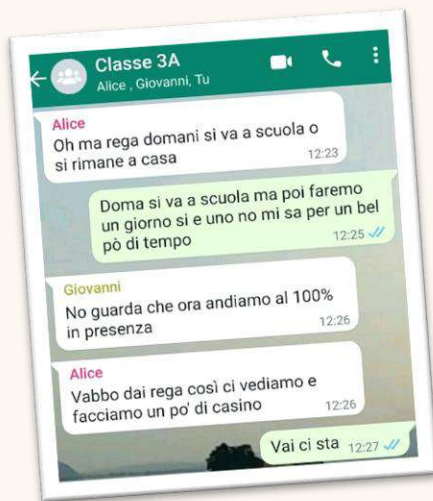 Classe 3A
Alice , Giovanni, Tu
Alice
Oh ma rega domani si va a scuola o
si rimane a casa
12:23
Doma si va a scuola ma poi faremo
un giorno si e uno no mi sa per un bel
pò di tempo
12:25
Giovanni
No guarda che ora andiamo al 100%
in presenza
12:26
Alice
Vabbo dai rega così ci vediamo e
facciamo un po' di casino
12:26
Vai ci sta 12:27